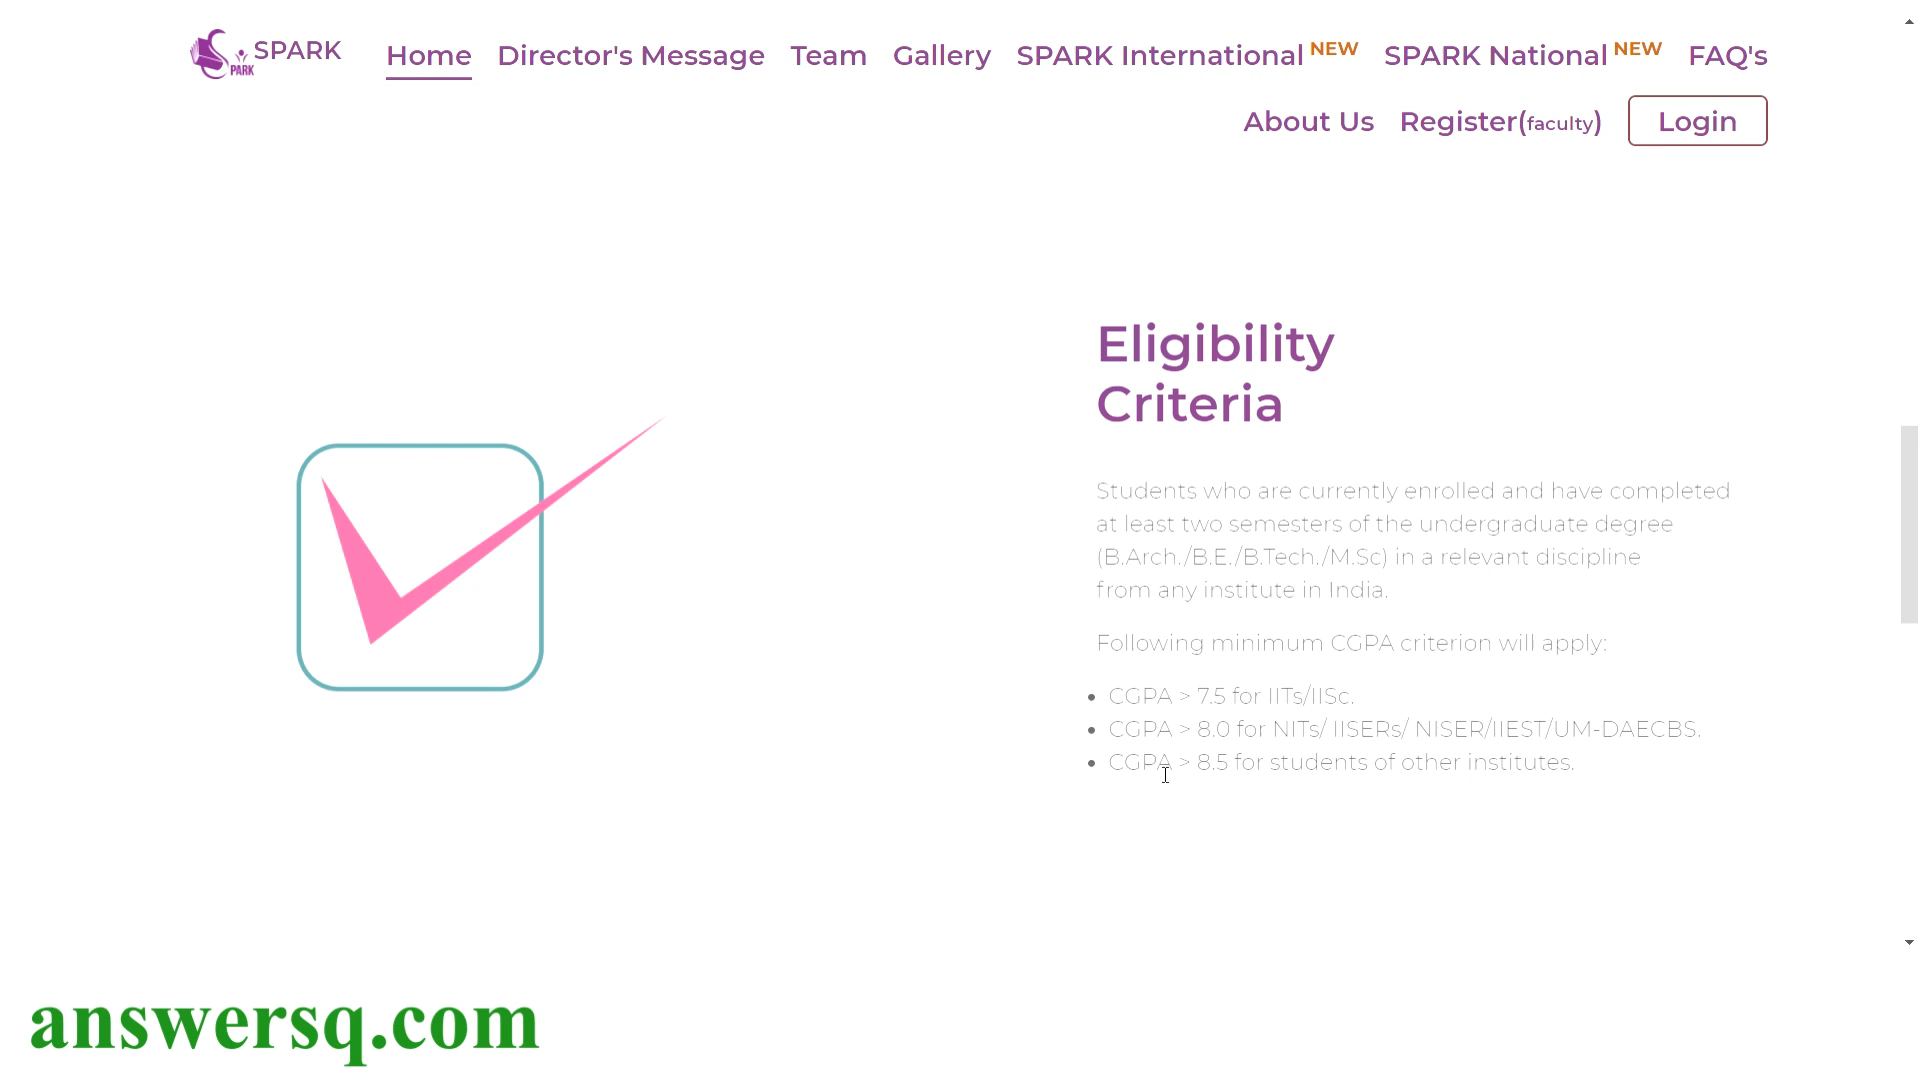 PARK SPARK Home Director's Message Team Gallery SPARK International NEW SPARK National NEW FAQ's
About Us Register(faculty) Login
Eligibility
Criteria
Students who are currently enrolled and have completed
at least two semesters of the undergraduate degree
(B.Arch./B.E./B.Tech./M.Sc) in a relevant discipline
from any institute in India.
Following minimum CGPA criterion will apply:
• CGPA > 7.5 for IITs/IISc.
• CGPA > 8.0 for NITs/ IISERs/ NISER/IIEST/UM-DAECBS.
• CGPA > 8.5 for students of other institutes.
answersq.com